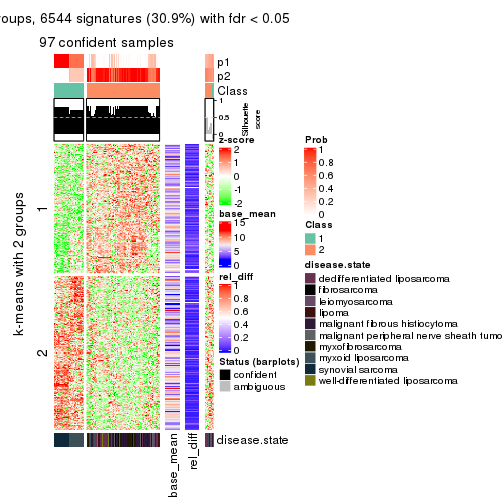 oups, 6544 signatures (30.9%) with fdr < 0.05
97 confident samples
p1
p2
Class
1
0.5
0
Silhouette
score
z-score
2
1
0
-1
-2
base_mean
15
10
5
0
rel_diff
1
0.8
0.6
0.4
0.2
0
Status (barplots)
confident
ambiguous
Prob
1
0.8
0.6
0.4
0.2
0
Class
1
2
disease.state
dedifferentiated liposarcoma
fibrosarcoma
leiomyosarcoma
lipoma
malignant fibrous histiocytoma
malignant peripheral nerve sheath tumo
myxofibrosarcoma
myxoid liposarcoma
synovial sarcoma
well-differentiated liposarcoma
k-means with 2 groups
1
2
disease.state
base_mean
rel_diff